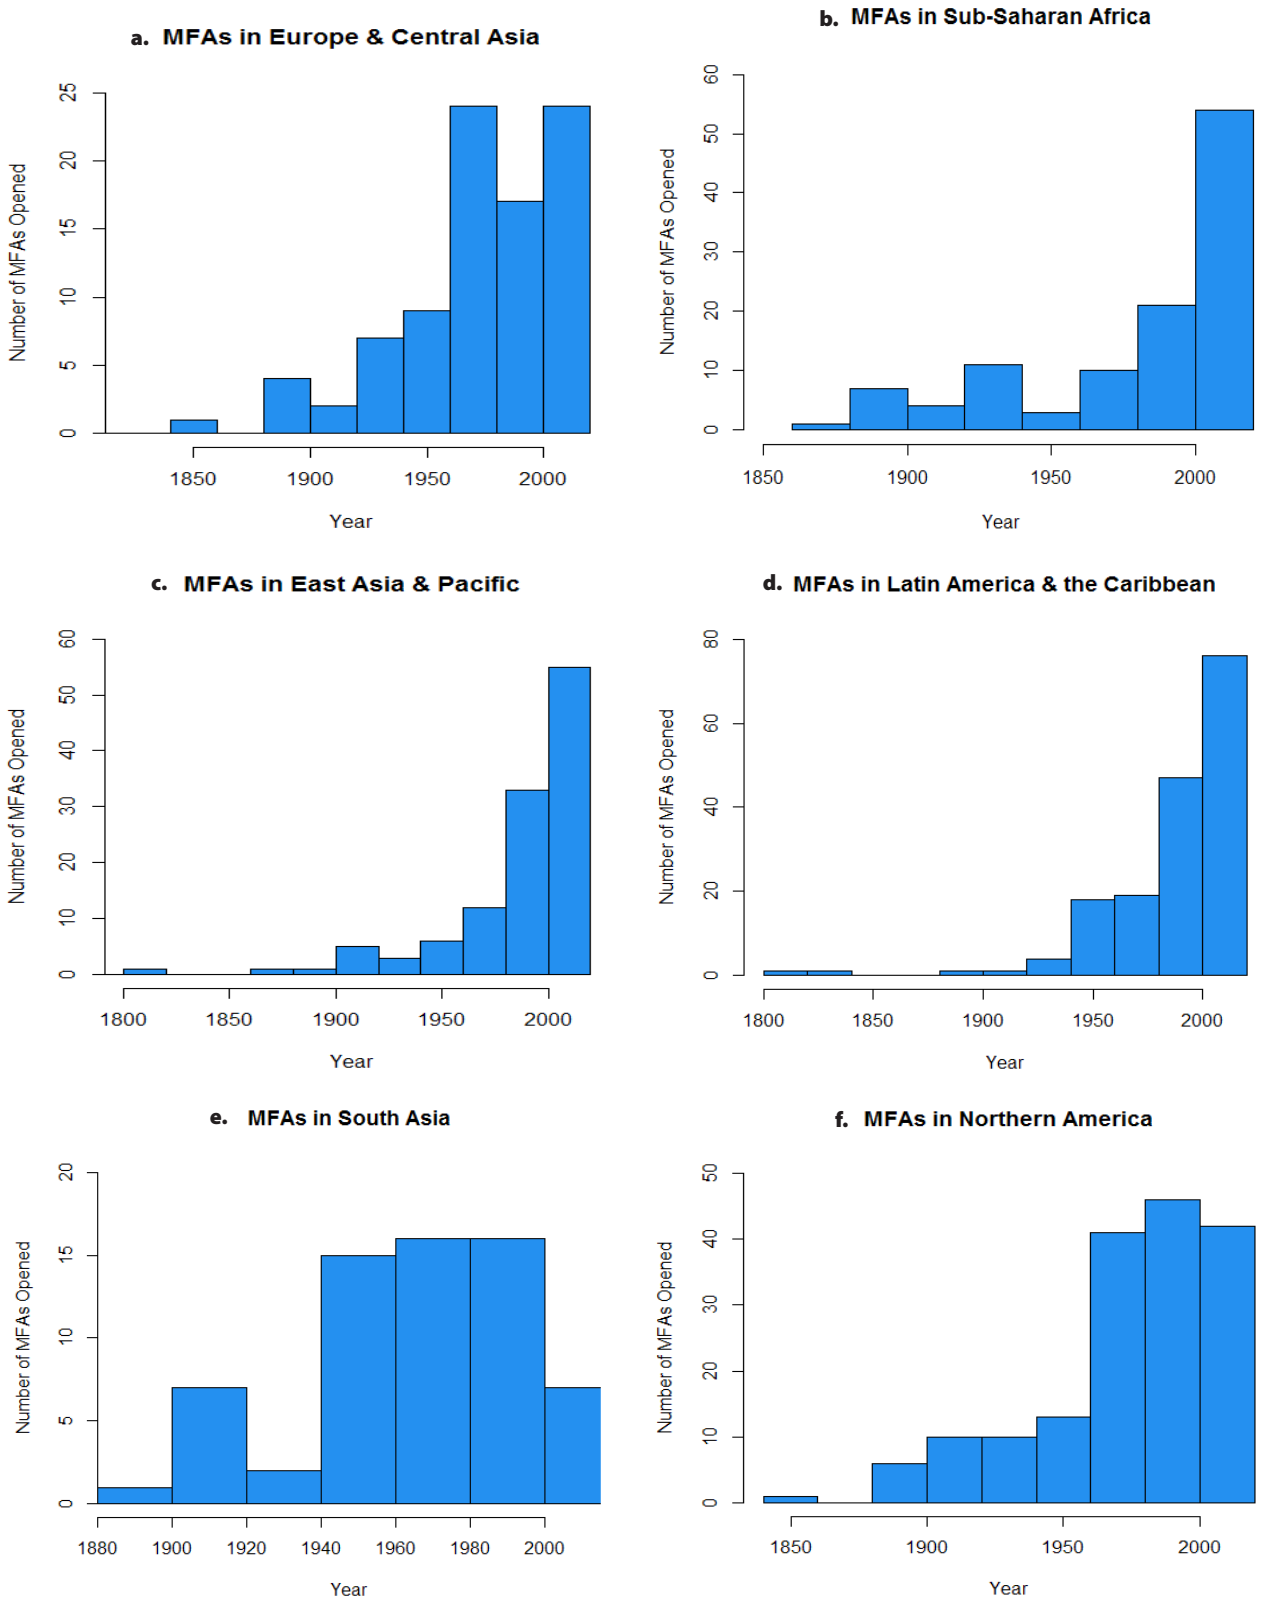 a. MFAs in Europe & Central Asia
Number of MFAs Opened
25
20
15
10
5
0
1850 1900 1950 2000
Year
b. MFAs in Sub-Saharan Africa
Number of MFAs Opened
60
50
40
30
20
10
0
1850 1900 1950 2000
Year
c. MFAs in East Asia & Pacific
Number of MFAs Opened
60
50
40
30
20
10
0
1800 1850 1900 1950 2000
Year
d. MFAs in Latin America & the Caribbean
Number of MFAs Opened
80
60
40
20
0
1800 1850 1900 1950 2000
Year
e. MFAs in South Asia
Number of MFAs Opened
20
15
10
5
0
1880 1900 1920 1940 1960 1980 2000
Year
f. MFAs in Northern America
Number of MFAs Opened
50
40
30
20
10
0
1850 1900 1950 2000
Year